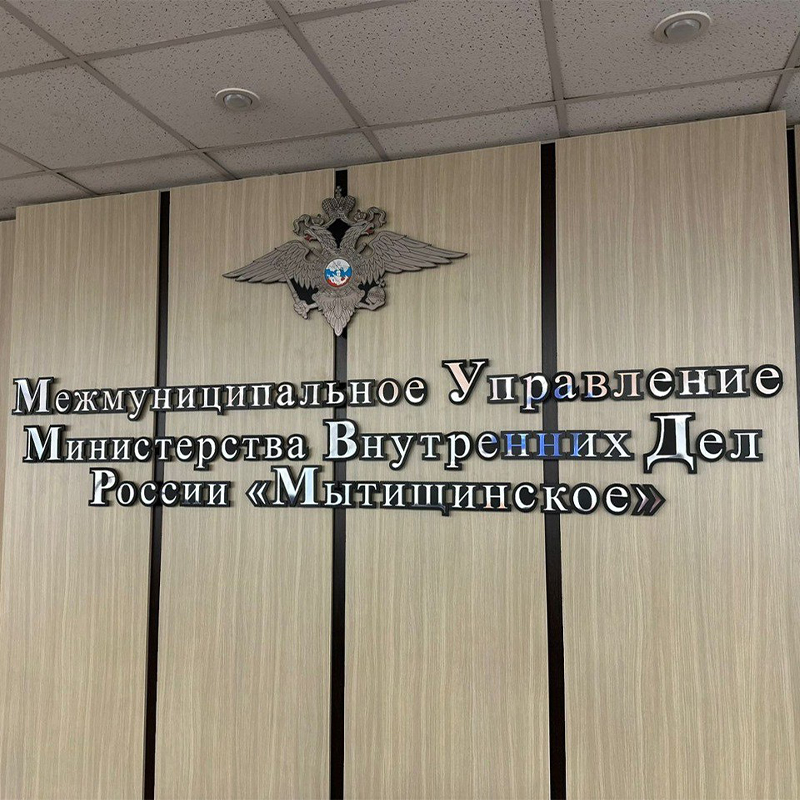 Межмуниципальное Управление
Министерства Внутренних Дел
России «Мытищинское»